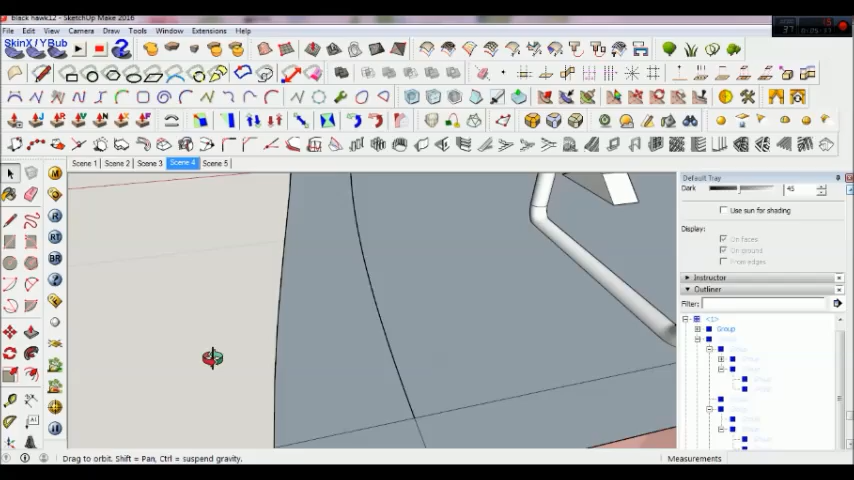 Black hawk12 - SketchUp Make 2016
File View Camera Draw Tools Window Extensions Help
SkinX / YBub
Scene 1 Scene 2 Scene 3 Scene 4 Scene 5
Default Tray
Dark 45
Use sun for shading
Display:
On faces
On ground
From edges
Instructor
Outliner
Filter:
<1>
Group
Drag to orbit. Shift = Pan, Ctrl = suspend gravity.
Measurements